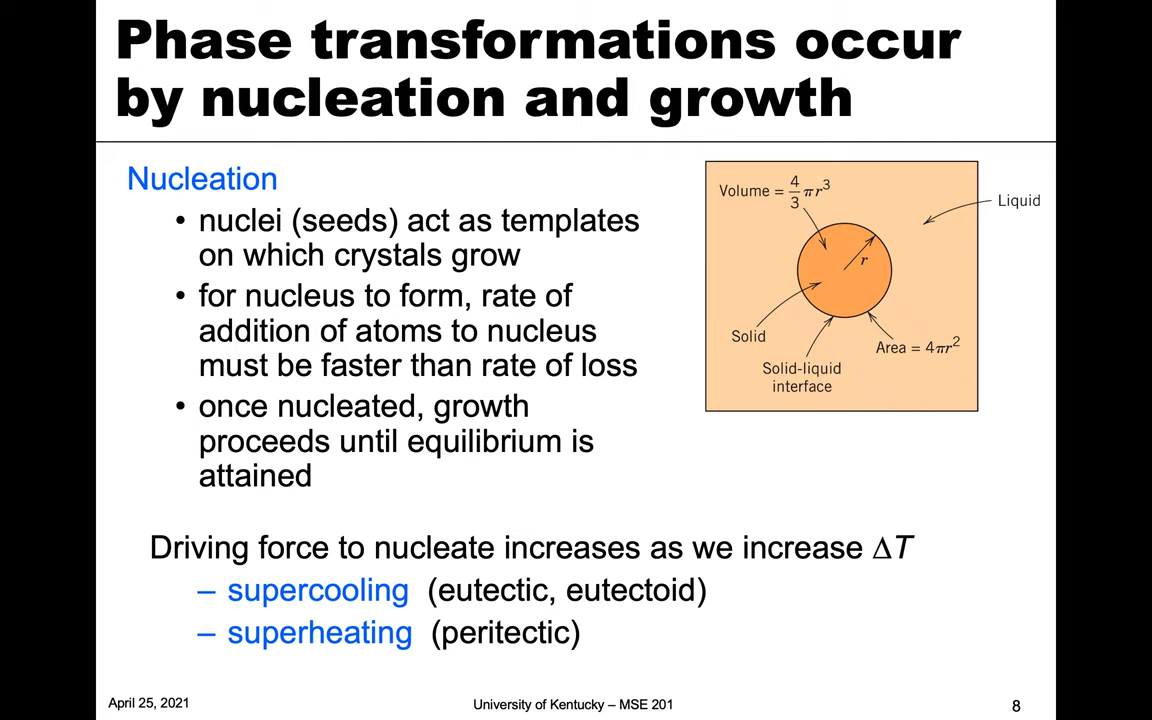 Phase transformations occur
by nucleation and growth
Nucleation
• nuclei (seeds) act as templates
on which crystals grow
• for nucleus to form, rate of
addition of atoms to nucleus
must be faster than rate of loss
• once nucleated, growth
proceeds until equilibrium is
attained
Volume = 4/3 πr³
Liquid
r
Solid
Area = 4πr²
Solid-liquid
interface
Driving force to nucleate increases as we increase ΔT
– supercooling (eutectic, eutectoid)
– superheating (peritectic)
April 25, 2021
University of Kentucky – MSE 201
8